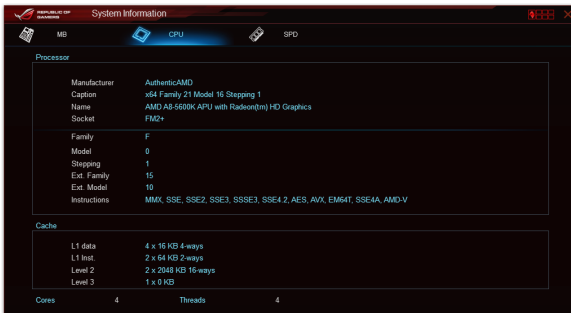 REPUBLIC OF GAMERS System Information
MB CPU SPD
Processor
Manufacturer AuthenticAMD
Caption x64 Family 21 Model 16 Stepping 1
Name AMD A8-5600K APU with Radeon(tm) HD Graphics
Socket FM2+
Family F
Model 0
Stepping 1
Ext. Family 15
Ext. Model 10
Instructions MMX, SSE, SSE2, SSE3, SSSE3, SSE4.2, AES, AVX, EM64T, SSE4A, AMD-V
Cache
L1 data 4 x 16 KB 4-ways
L1 Inst. 2 x 64 KB 2-ways
Level 2 2 x 2048 KB 16-ways
Level 3 1 x 0 KB
Cores 4 Threads 4